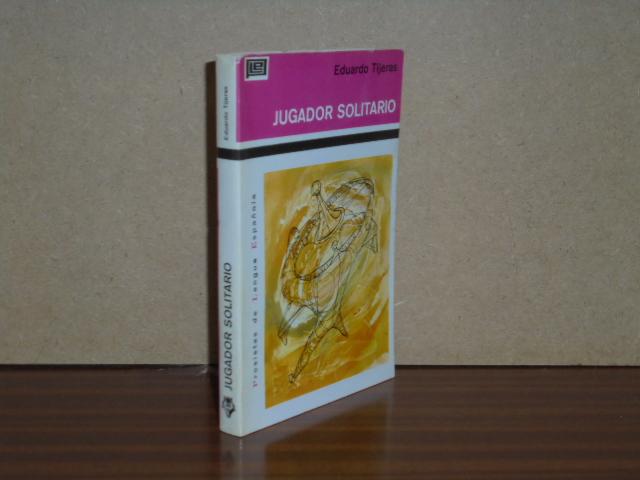 Eduardo Tijeras
JUGADOR SOLITARIO
Prosistas de Lengua Española
Eduardo Tijeras
JUGADOR SOLITARIO